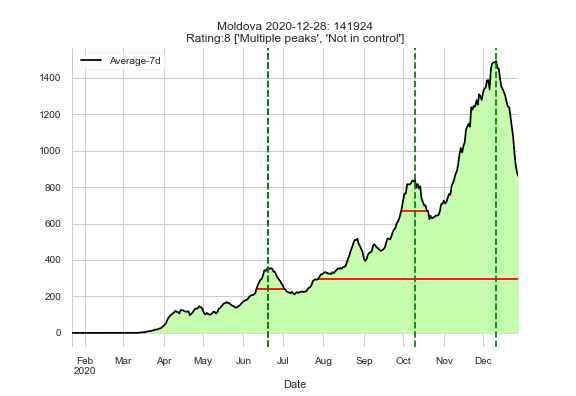 Moldova 2020-12-28: 141924
Rating:8 ['Multiple peaks', 'Not in control']
Average-7d
1400
1200
1000
800
600
400
200
0
Feb Mar Apr May Jun Jul Aug Sep Oct Nov Dec
2020
Date